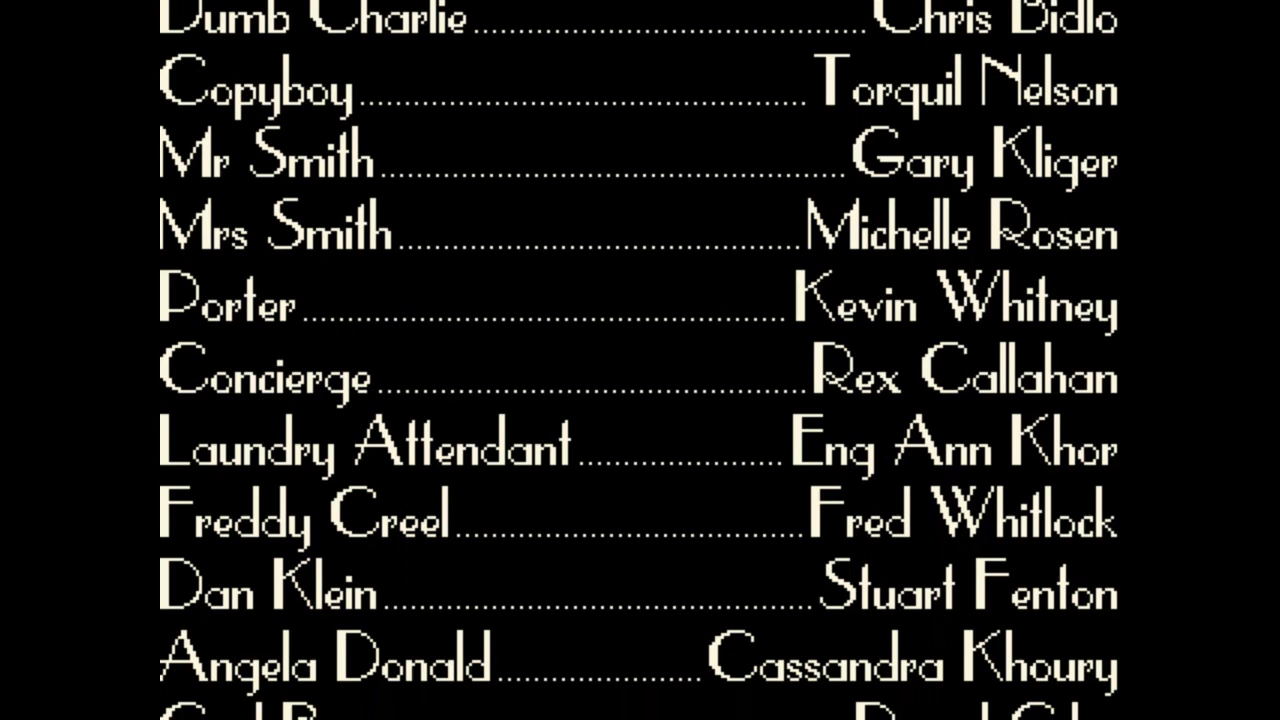 Dumb Charlie........................................Chris Bidlo
Copyboy.............................................Torquil Nelson
Mr Smith...............................................Gary Kliger
Mrs Smith........................................Michelle Rosen
Porter................................................Kevin Whitney
Concierge...........................................Rex Callahan
Laundry Attendant....................Eng Ann Khor
Freddy Creel...................................Fred Whitlock
Dan Klein...........................................Stuart Fenton
Angela Donald....................Cassandra Khoury